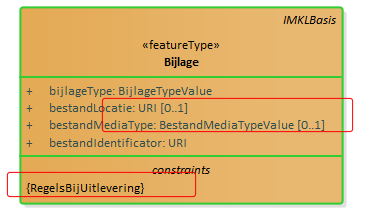 IMKLBasis
«featureType»
Bijlage
+ bijlageType: BijlageTypeValue
+ bestandLocatie: URI [0..1]
+ bestandMediaType: BestandMediaTypeValue [0..1]
+ bestandIdentificator: URI
constraints
{RegelsBijUitlevering}